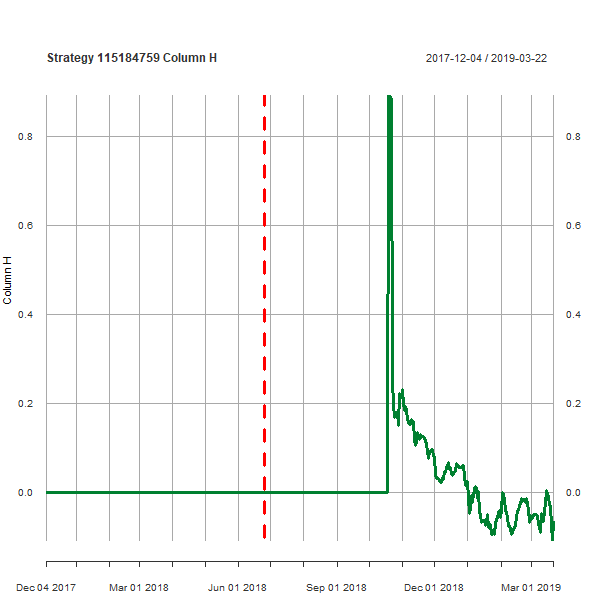 Strategy 115184759 Column H 2017-12-04 / 2019-03-22
0.8 0.8
0.6 0.6
0.4 0.4
Column H
0.2 0.2
0.0 0.0
Dec 04 2017 Mar 01 2018 Jun 01 2018 Sep 01 2018 Dec 01 2018 Mar 01 2019